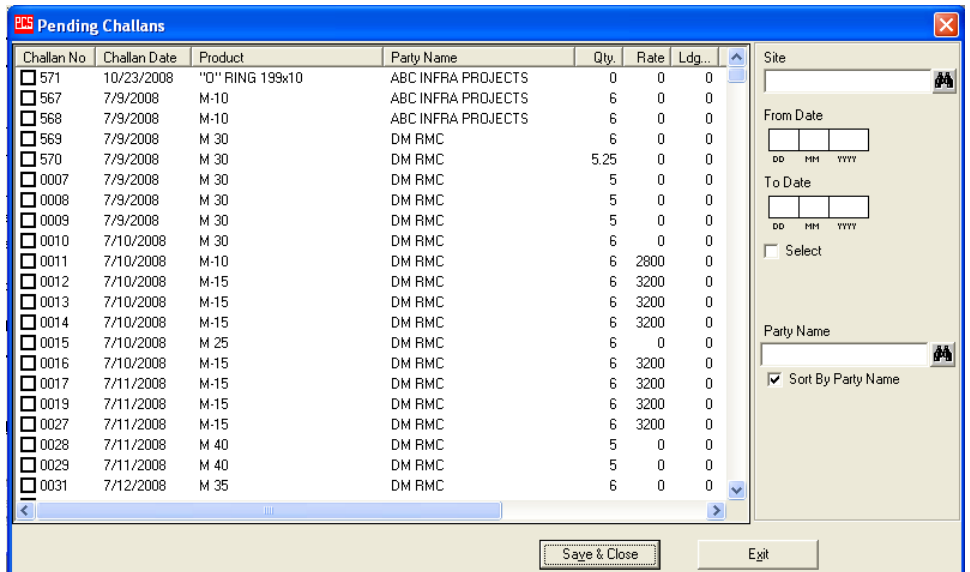 PCS Pending Challans
Challan No Challan Date Product Party Name Qty. Rate Ldg...
571 10/23/2008 "O" RING 199x10 ABC INFRA PROJECTS 0 0 0
567 7/9/2008 M-10 ABC INFRA PROJECTS 6 0 0
568 7/9/2008 M-10 ABC INFRA PROJECTS 6 0 0
569 7/9/2008 M 30 DM RMC 6 0 0
570 7/9/2008 M 30 DM RMC 5.25 0 0
0007 7/9/2008 M 30 DM RMC 5 0 0
0008 7/9/2008 M 30 DM RMC 5 0 0
0009 7/9/2008 M 30 DM RMC 5 0 0
0010 7/10/2008 M 30 DM RMC 6 0 0
0011 7/10/2008 M-10 DM RMC 6 2800 0
0012 7/10/2008 M-15 DM RMC 6 3200 0
0013 7/10/2008 M-15 DM RMC 6 3200 0
0014 7/10/2008 M-15 DM RMC 6 3200 0
0015 7/10/2008 M 25 DM RMC 6 0 0
0016 7/10/2008 M-15 DM RMC 6 3200 0
0017 7/11/2008 M-15 DM RMC 6 3200 0
0019 7/11/2008 M-15 DM RMC 6 3200 0
0027 7/11/2008 M-15 DM RMC 6 3200 0
0028 7/11/2008 M 40 DM RMC 5 0 0
0029 7/11/2008 M 40 DM RMC 5 0 0
0031 7/12/2008 M 35 DM RMC 6 0 0
Site
From Date
DD MM YYYY
To Date
DD MM YYYY
Select
Party Name
Sort By Party Name
Save & Close Exit